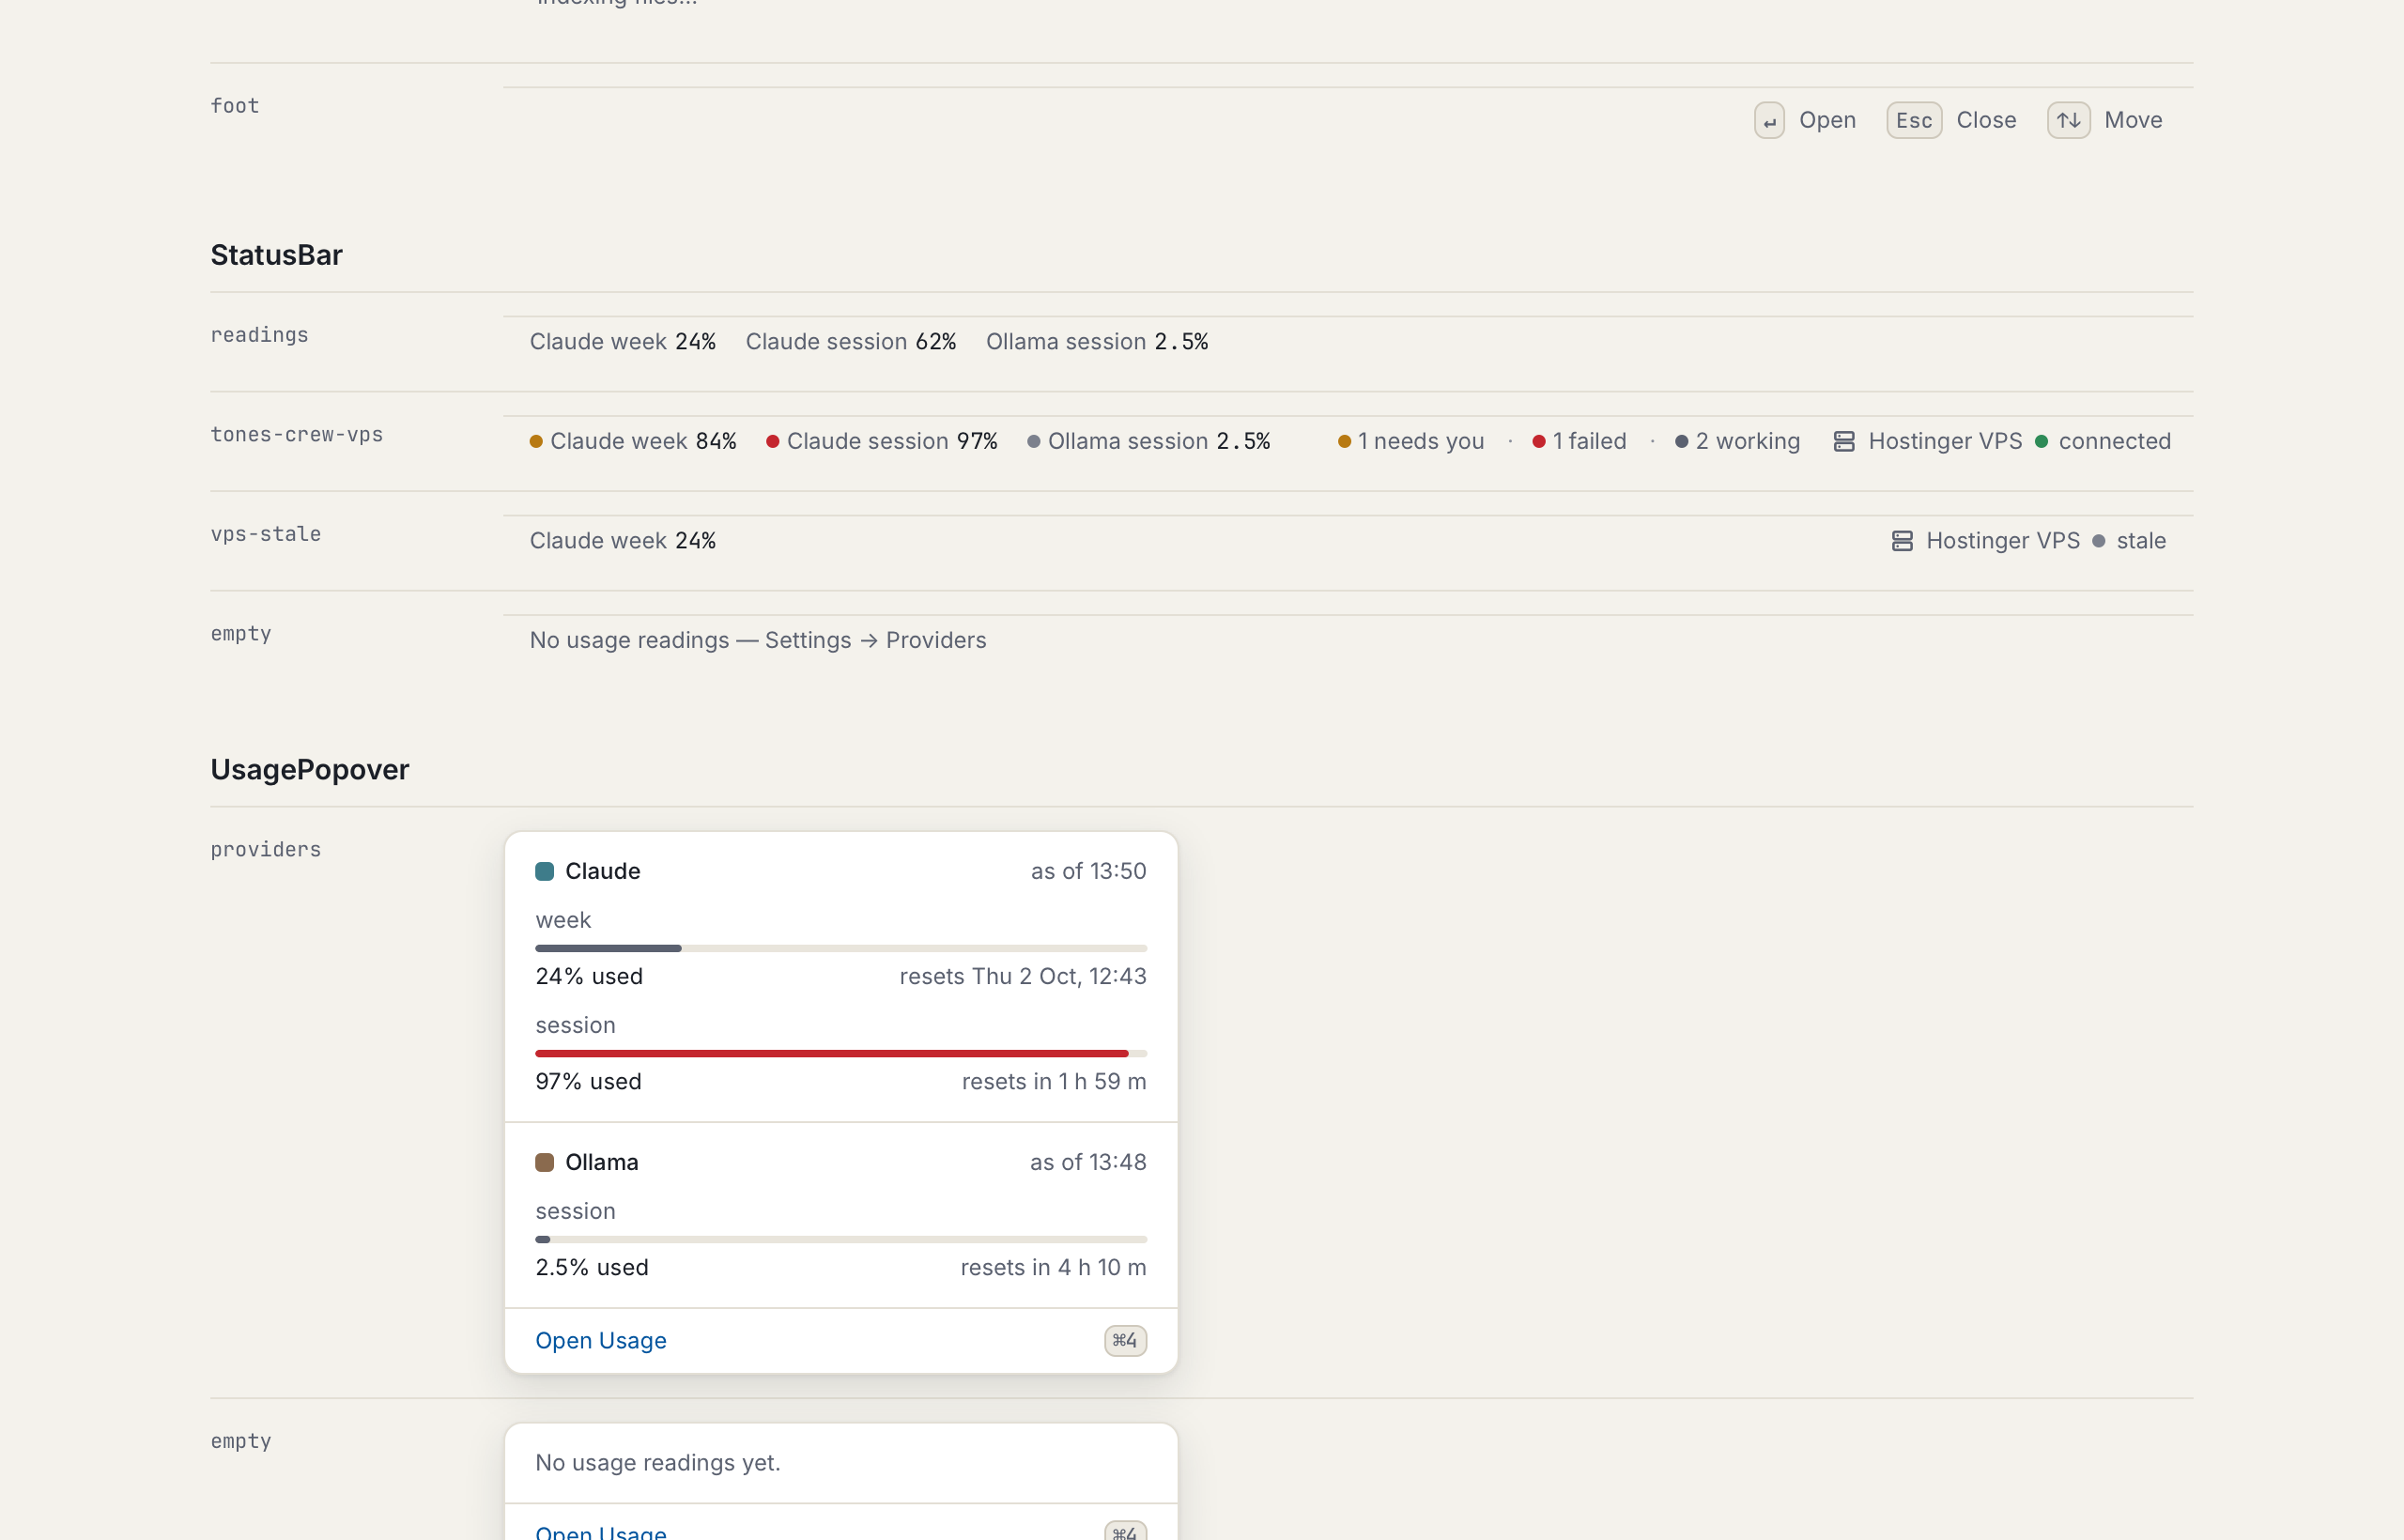 Indexing files...
foot
↵ Open Esc Close ↑↓ Move
StatusBar
readings
Claude week 24% Claude session 62% Ollama session 2.5%
tones-crew-vps
Claude week 84% Claude session 97% Ollama session 2.5% 1 needs you · 1 failed · 2 working Hostinger VPS connected
vps-stale
Claude week 24% Hostinger VPS stale
empty
No usage readings — Settings → Providers
UsagePopover
providers
Claude as of 13:50
week
24% used resets Thu 2 Oct, 12:43
session
97% used resets in 1 h 59 m
Ollama as of 13:48
session
2.5% used resets in 4 h 10 m
Open Usage ⌘4
empty
No usage readings yet.
Open Usage ⌘4